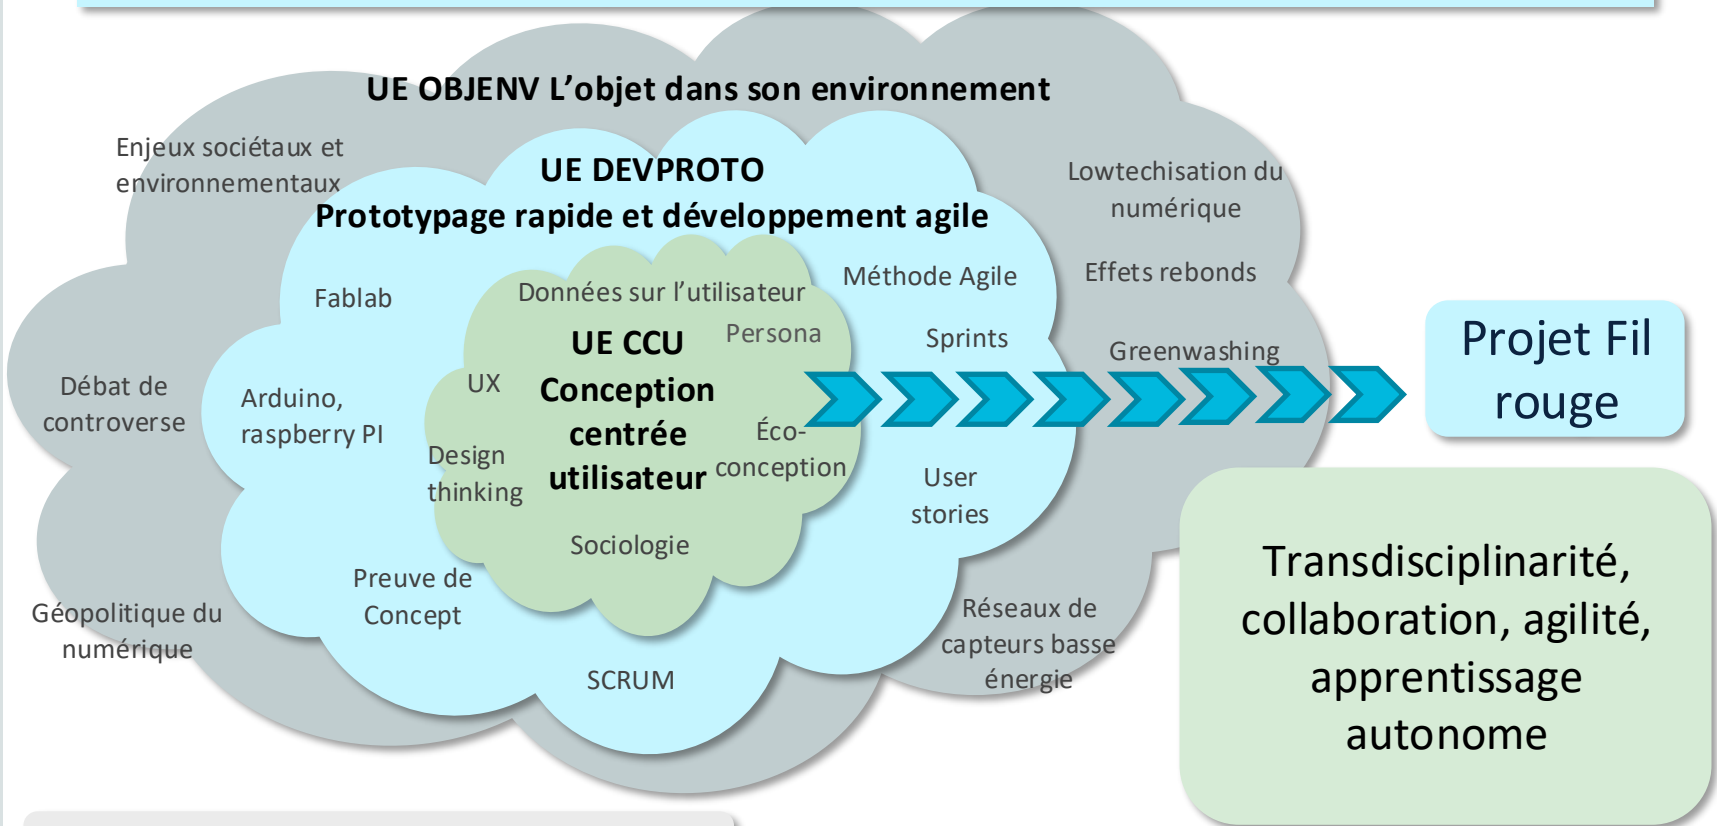 UE OBJENV L’objet dans son environnement
Enjeux sociétaux et
environnementaux
UE DEVPROTO
Prototypage rapide et développement agile
Lowtechisation du
numérique
Fablab
Données sur l’utilisateur
Méthode Agile
Effets rebonds
UE CCU
Conception
centrée
utilisateur
Persona
Sprints
Greenwashing
Projet Fil
rouge
Débat de
controverse
Arduino,
raspberry PI
UX
Design
thinking
Éco-
conception
User
stories
Sociologie
Preuve de
Concept
Géopolitique du
numérique
SCRUM
Réseaux de
capteurs basse
énergie
Transdisciplinarité,
collaboration, agilité,
apprentissage
autonome